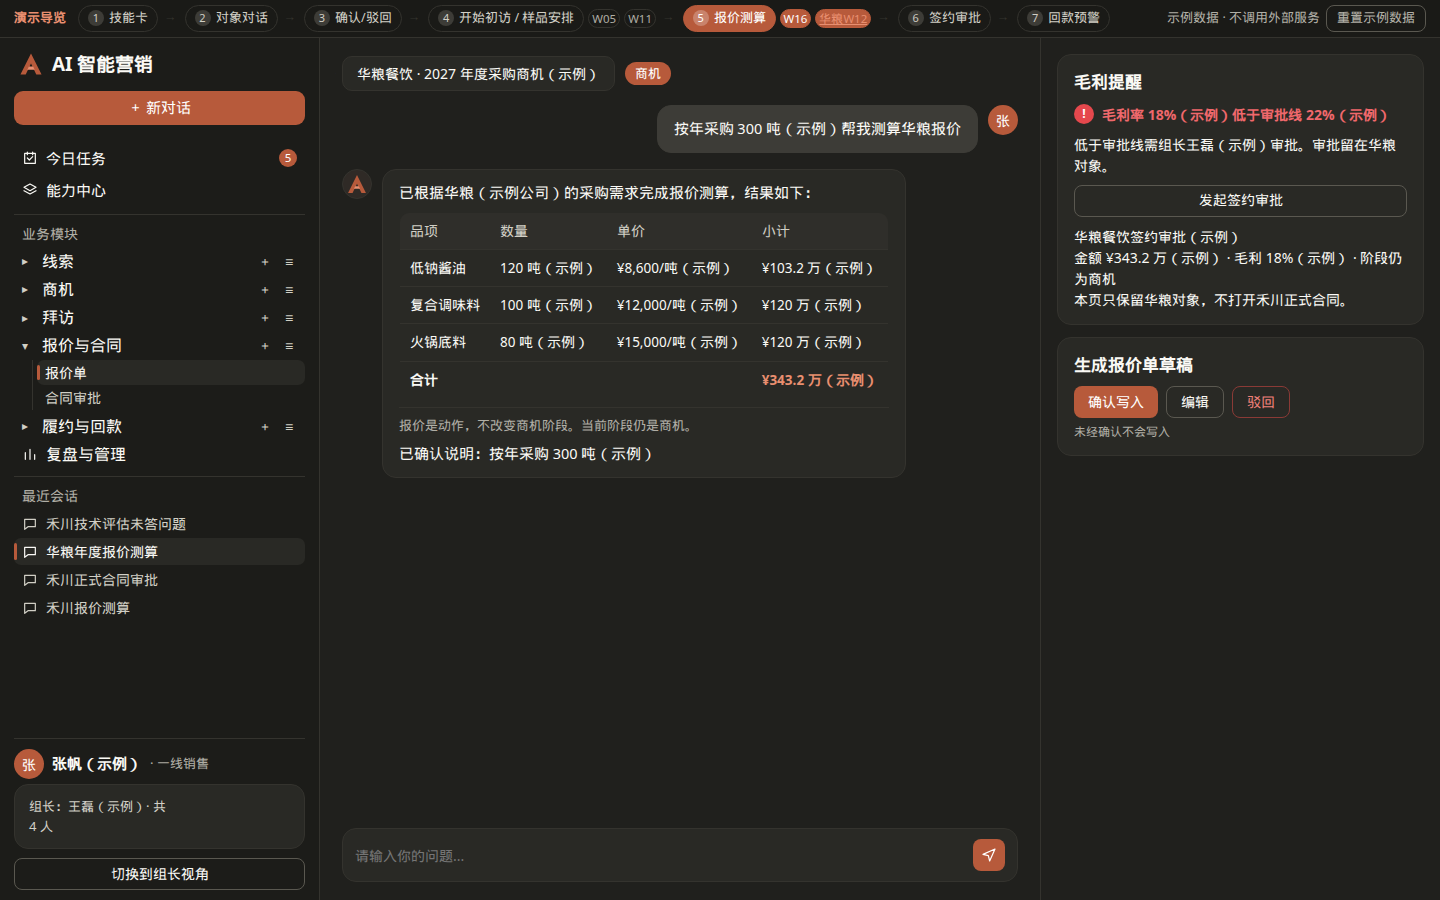 演示导览 1 技能卡 → 2 对象对话 → 3 确认/驳回 → 4 开始初访 / 样品安排 W05 W11 → 5 报价测算 W16 华粮W12 → 6 签约审批 → 7 回款预警 示例数据 · 不调用外部服务 重置示例数据
AI 智能营销
+ 新对话
今日任务 5
能力中心
业务模块
线索 + ≡
商机 + ≡
拜访 + ≡
报价与合同 + ≡
报价单
合同审批
履约与回款 + ≡
复盘与管理
最近会话
禾川技术评估未答问题
华粮年度报价测算
禾川正式合同审批
禾川报价测算
张 张帆（示例） · 一线销售
组长：王磊（示例）· 共
4 人
切换到组长视角
华粮餐饮 · 2027 年度采购商机（示例） 商机
按年采购 300 吨（示例）帮我测算华粮报价 张
已根据华粮（示例公司）的采购需求完成报价测算，结果如下：
品项 数量 单价 小计
低钠酱油 120 吨（示例） ¥8,600/吨（示例） ¥103.2 万（示例）
复合调味料 100 吨（示例） ¥12,000/吨（示例） ¥120 万（示例）
火锅底料 80 吨（示例） ¥15,000/吨（示例） ¥120 万（示例）
合计 ¥343.2 万（示例）
报价是动作，不改变商机阶段。当前阶段仍是商机。
已确认说明：按年采购 300 吨（示例）
请输入你的问题...
毛利提醒
! 毛利率 18%（示例）低于审批线 22%（示例）
低于审批线需组长王磊（示例）审批。审批留在华粮
对象。
发起签约审批
华粮餐饮签约审批（示例）
金额 ¥343.2 万（示例） · 毛利 18%（示例） · 阶段仍
为商机
本页只保留华粮对象，不打开禾川正式合同。
生成报价单草稿
确认写入 编辑 驳回
未经确认不会写入